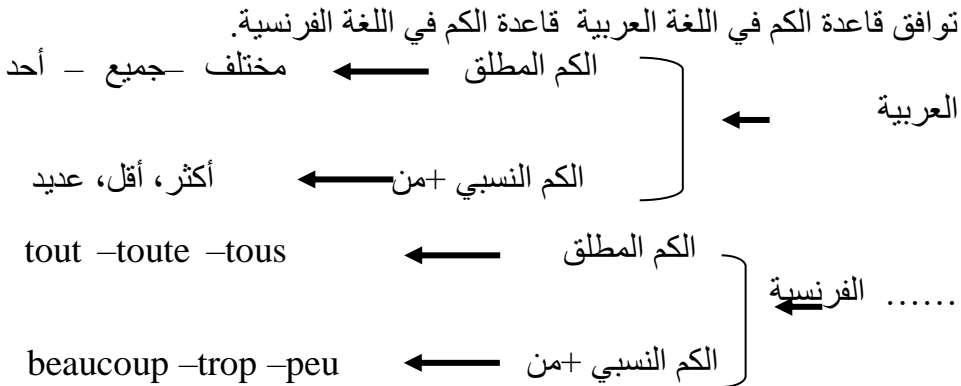 توافق قاعدة الكم في اللغة العربية قاعدة الكم في اللغة الفرنسية.
الكم المطلق مختلف –جميع – أحد
العربية
الكم النسبي +من أكثر، أقل، عديد
الكم المطلق tout –toute –tous
...... الفرنسية
الكم النسبي +من beaucoup –trop –peu